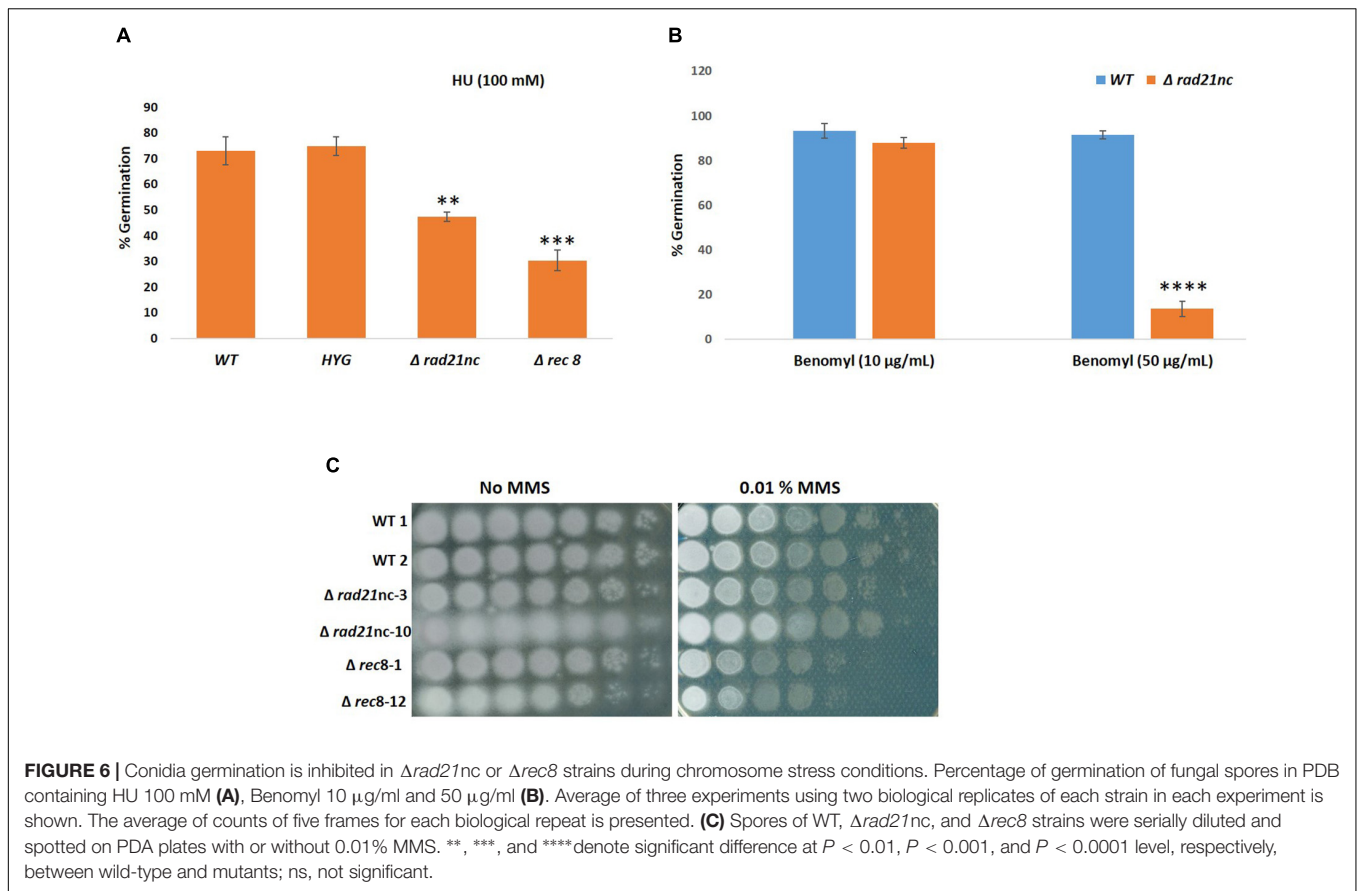 A
HU (100 mM)
90
80
70
60
50
40
30
20
10
0
% Germination
**
***
WT HYG Δ rad21nc Δ rec 8
B
WT Δ rad21nc
120
100
80
60
40
20
0
% Germination
****
Benomyl (10 µg/mL) Benomyl (50 µg/mL)
C
No MMS 0.01 % MMS
WT 1
WT 2
Δ rad21nc-3
Δ rad21nc-10
Δ rec8-1
Δ rec8-12
FIGURE 6 | Conidia germination is inhibited in Δrad21nc or Δrec8 strains during chromosome stress conditions. Percentage of germination of fungal spores in PDB
containing HU 100 mM (A), Benomyl 10 μg/ml and 50 μg/ml (B). Average of three experiments using two biological replicates of each strain in each experiment is
shown. The average of counts of five frames for each biological repeat is presented. (C) Spores of WT, Δrad21nc, and Δrec8 strains were serially diluted and
spotted on PDA plates with or without 0.01% MMS. **, ***, and ****denote significant difference at P < 0.01, P < 0.001, and P < 0.0001 level, respectively,
between wild-type and mutants; ns, not significant.